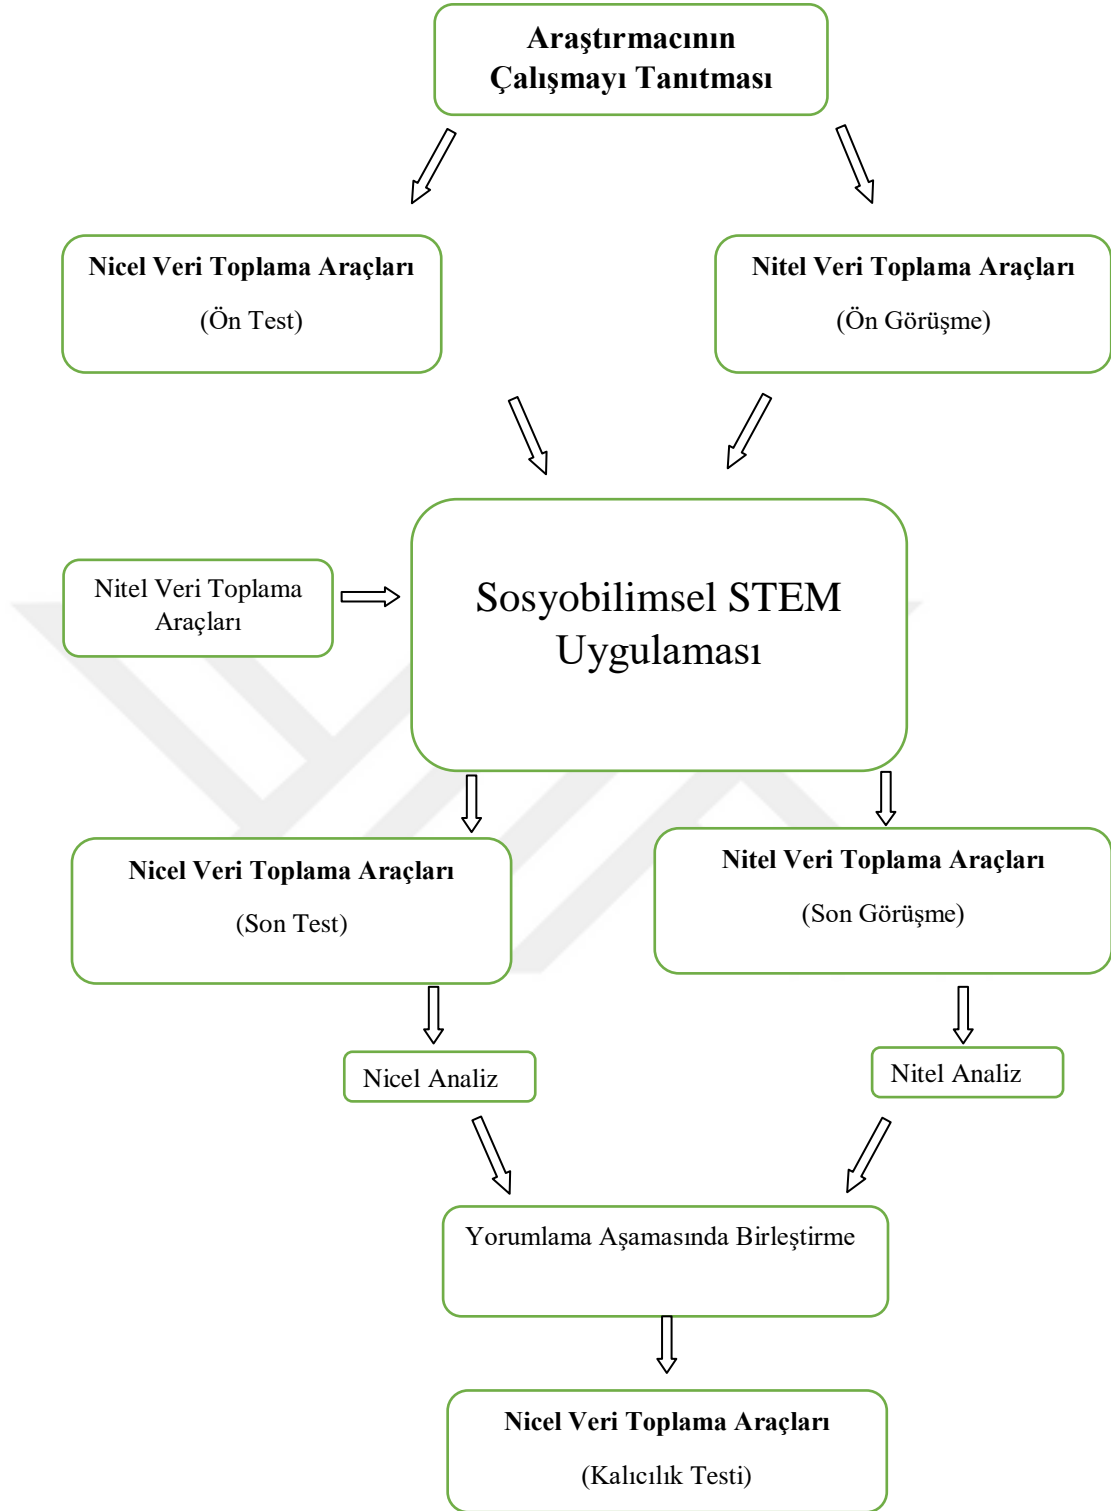 Araştırmacının
Çalışmayı Tanıtması
Nicel Veri Toplama Araçları
(Ön Test)
Nitel Veri Toplama Araçları
(Ön Görüşme)
Nitel Veri Toplama
Araçları
Sosyobilimsel STEM
Uygulaması
Nicel Veri Toplama Araçları
(Son Test)
Nitel Veri Toplama Araçları
(Son Görüşme)
Nicel Analiz
Nitel Analiz
Yorumlama Aşamasında Birleştirme
Nicel Veri Toplama Araçları
(Kalıcılık Testi)